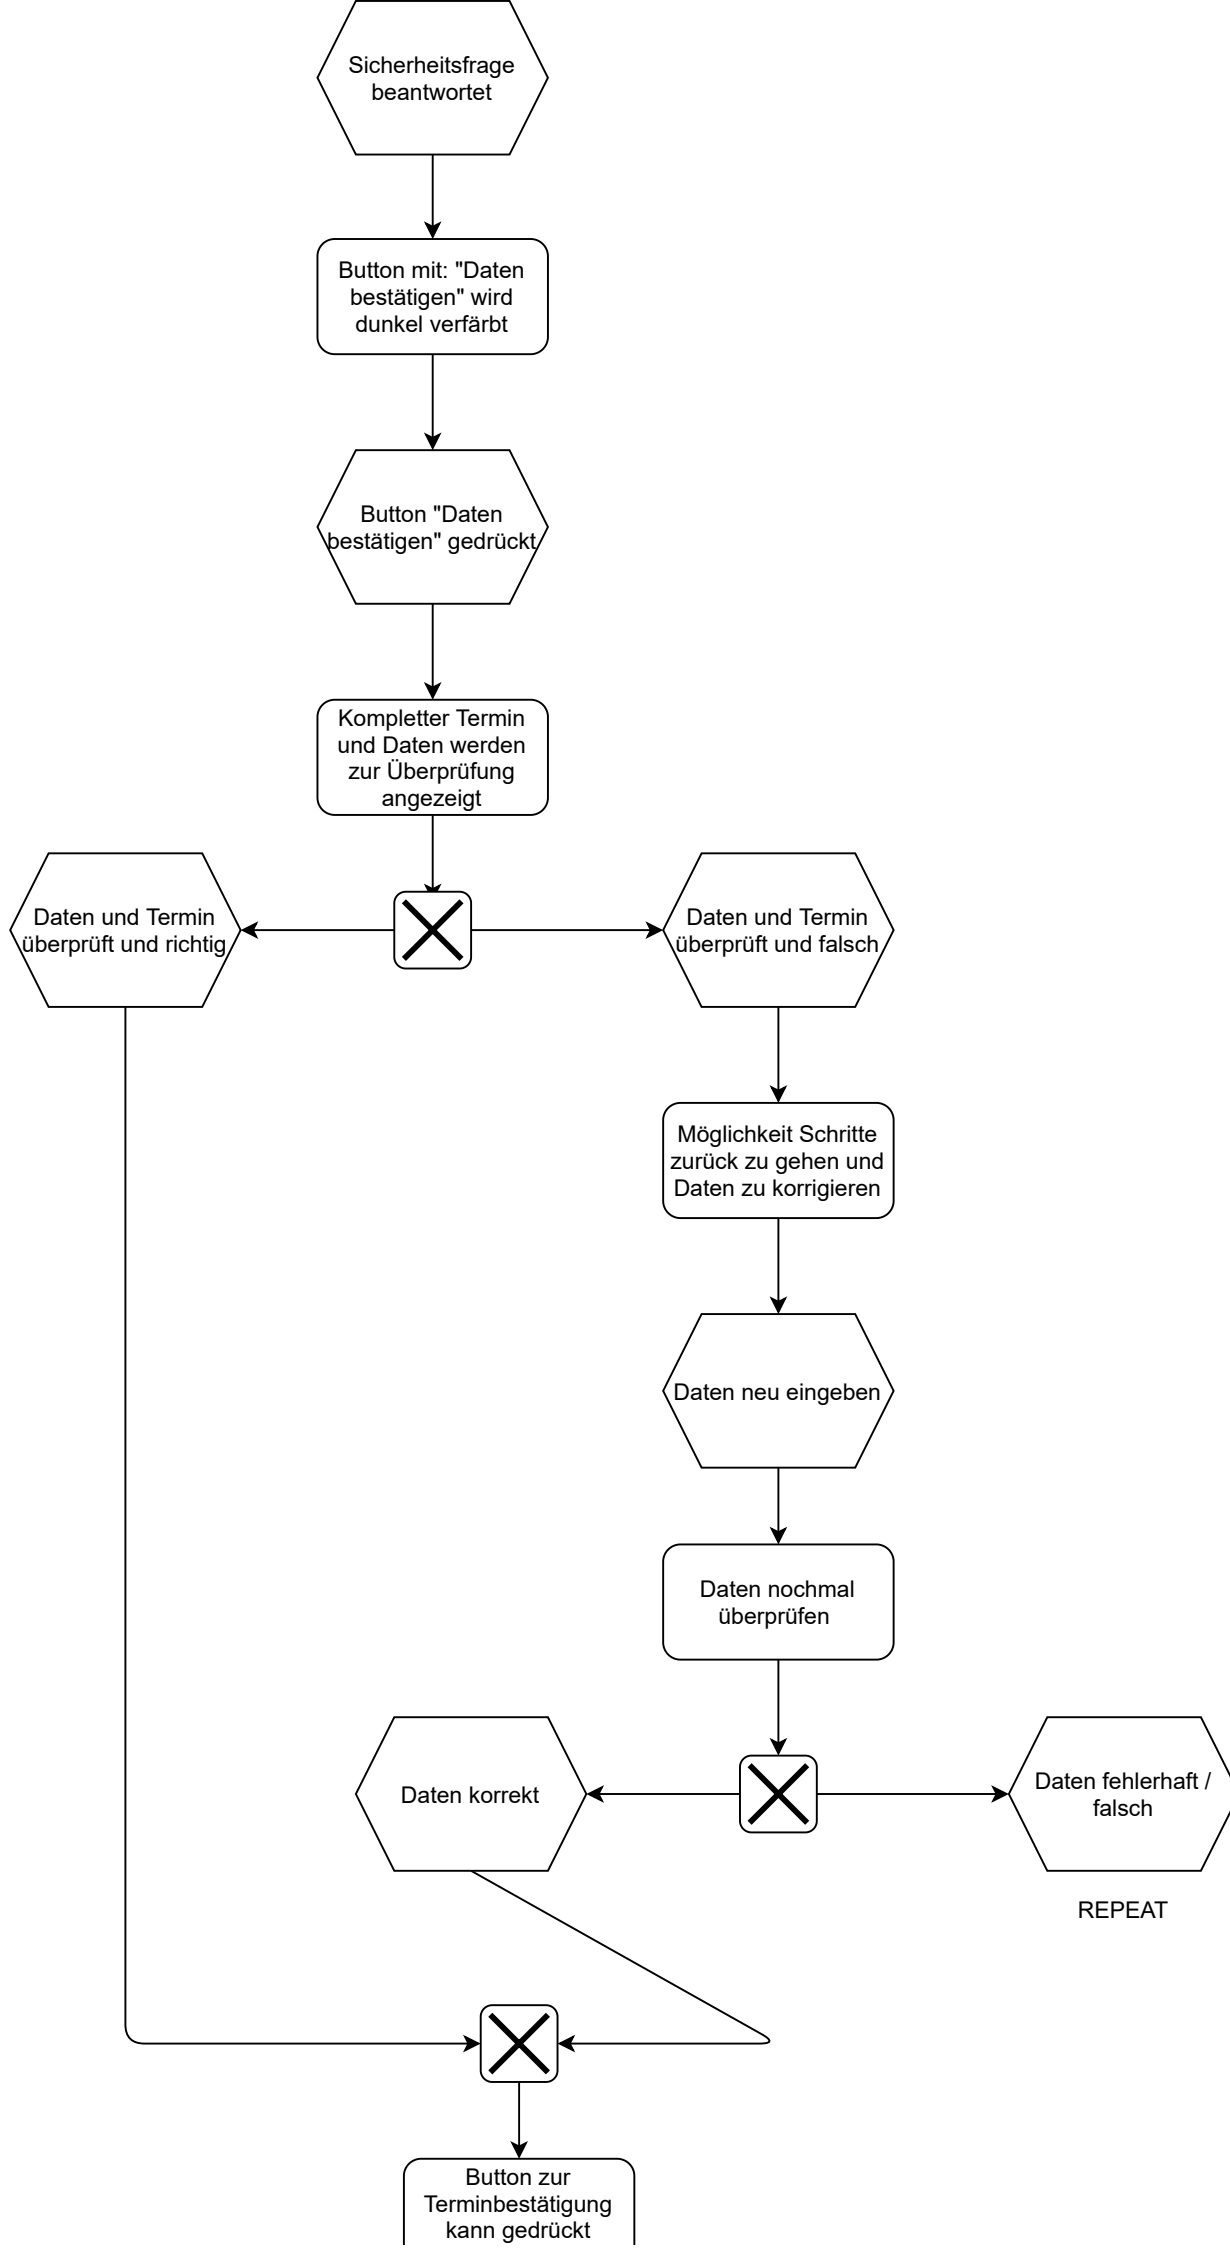 Sicherheitsfrage
beantwortet
Button mit: "Daten
bestätigen" wird
dunkel verfärbt
Button "Daten
bestätigen" gedrückt
Kompletter Termin
und Daten werden
zur Überprüfung
angezeigt
Daten und Termin
überprüft und richtig
Daten und Termin
überprüft und falsch
Möglichkeit Schritte
zurück zu gehen und
Daten zu korrigieren
Daten neu eingeben
Daten nochmal
überprüfen
Daten korrekt
Daten fehlerhaft /
falsch
REPEAT
Button zur
Terminbestätigung
kann gedrückt